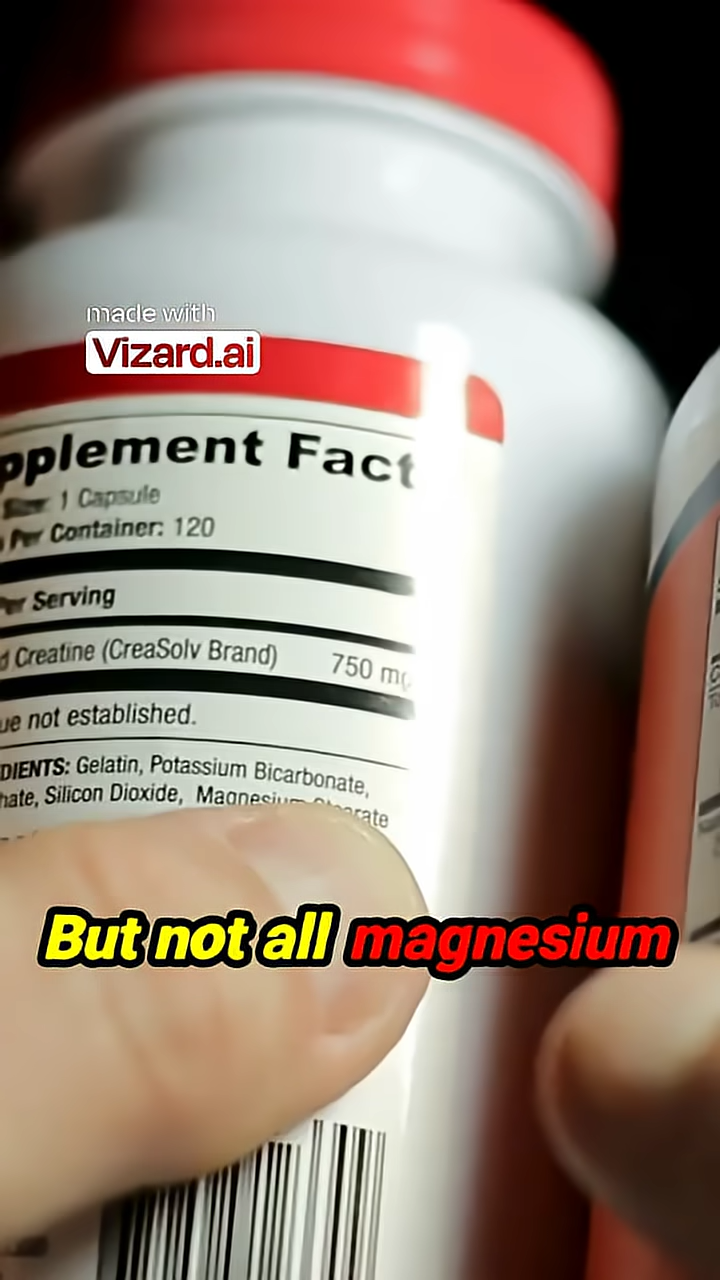 made with
Vizard.ai
pplement Fact
Size: 1 Capsule
Per Container: 120
Per Serving
d Creatine (CreaSolv Brand) 750 mg
ue not established.
DIENTS: Gelatin, Potassium Bicarbonate,
hate, Silicon Dioxide, Magnesium Stearate
But not all magnesium